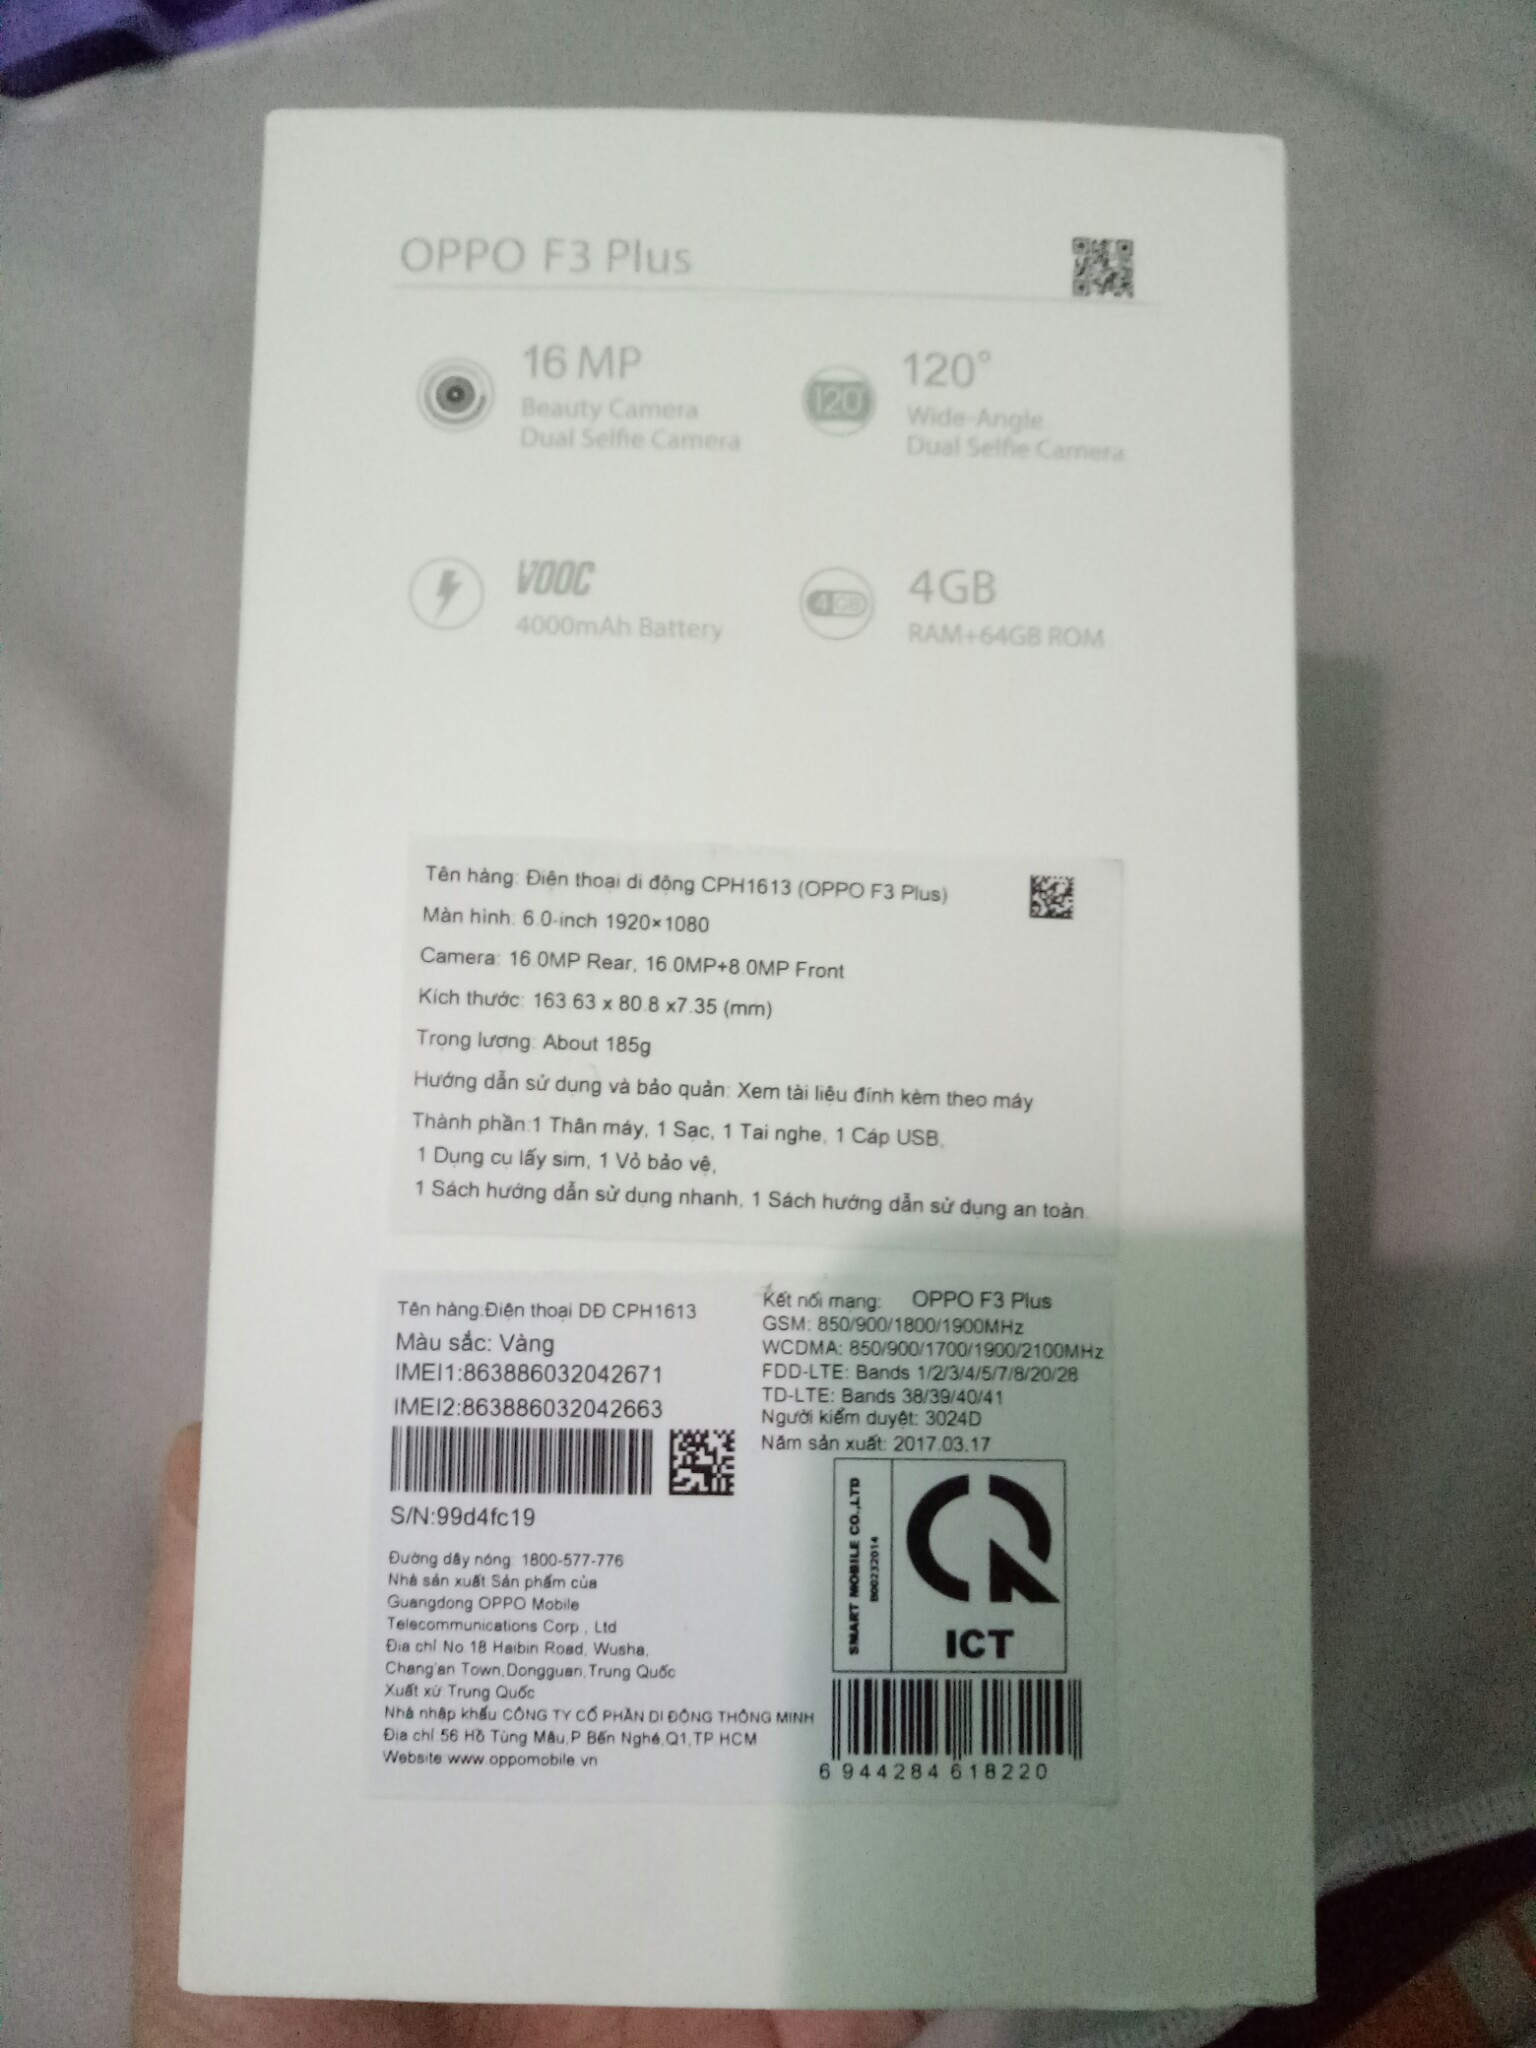 OPPO F3 Plus
16 MP
Beauty Camera
Dual Selfie Camera
120
120°
Wide-Angle
Dual Selfie Camera
VOOC
4000mAh Battery
4GB
4GB
RAM+64GB ROM
Tên hàng: Điện thoại di động CPH1613 (OPPO F3 Plus)
Màn hình: 6.0-inch 1920×1080
Camera: 16.0MP Rear, 16.0MP+8.0MP Front
Kích thước: 163.63 x 80.8 x7.35 (mm)
Trọng lượng: About 185g
Hướng dẫn sử dụng và bảo quản: Xem tài liệu đính kèm theo máy
Thành phần:1 Thân máy, 1 Sạc, 1 Tai nghe, 1 Cáp USB,
1 Dụng cụ lấy sim, 1 Vỏ bảo vệ,
1 Sách hướng dẫn sử dụng nhanh, 1 Sách hướng dẫn sử dụng an toàn.
Tên hàng:Điện thoại DĐ CPH1613
Màu sắc: Vàng
IMEI1:863886032042671
IMEI2:863886032042663
S/N:99d4fc19
Đường dây nóng: 1800-577-776
Nhà sản xuất:Sản phẩm của
Guangdong OPPO Mobile
Telecommunications Corp., Ltd
Địa chỉ:No.18 Haibin Road, Wusha,
Chang'an Town,Dongguan,Trung Quốc
Xuất xứ:Trung Quốc
Nhà nhập khẩu:CÔNG TY CỔ PHẦN DI ĐỘNG THÔNG MINH
Địa chỉ:56 Hồ Tùng Mậu,P.Bến Nghé,Q1,TP.HCM
Website:www.oppomobile.vn
Kết nối mạng: OPPO F3 Plus
GSM: 850/900/1800/1900MHz
WCDMA: 850/900/1700/1900/2100MHz
FDD-LTE: Bands 1/2/3/4/5/7/8/20/28
TD-LTE: Bands 38/39/40/41
Người kiểm duyệt: 3024D
Năm sản xuất: 2017.03.17
SMART MOBILE CO.,LTD
B00232014
ICT
6 944284 618220